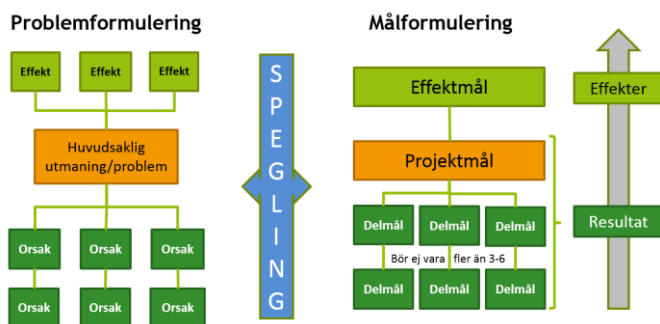 Problemformulering
Effekt Effekt Effekt
Huvudsaklig
utmaning/problem
Orsak Orsak Orsak
Orsak Orsak Orsak
SPEGLING
Målformulering
Effektmål
Projektmål
Delmål Delmål Delmål
Bör ej vara fler än 3-6
Delmål Delmål Delmål
Effekter
Resultat